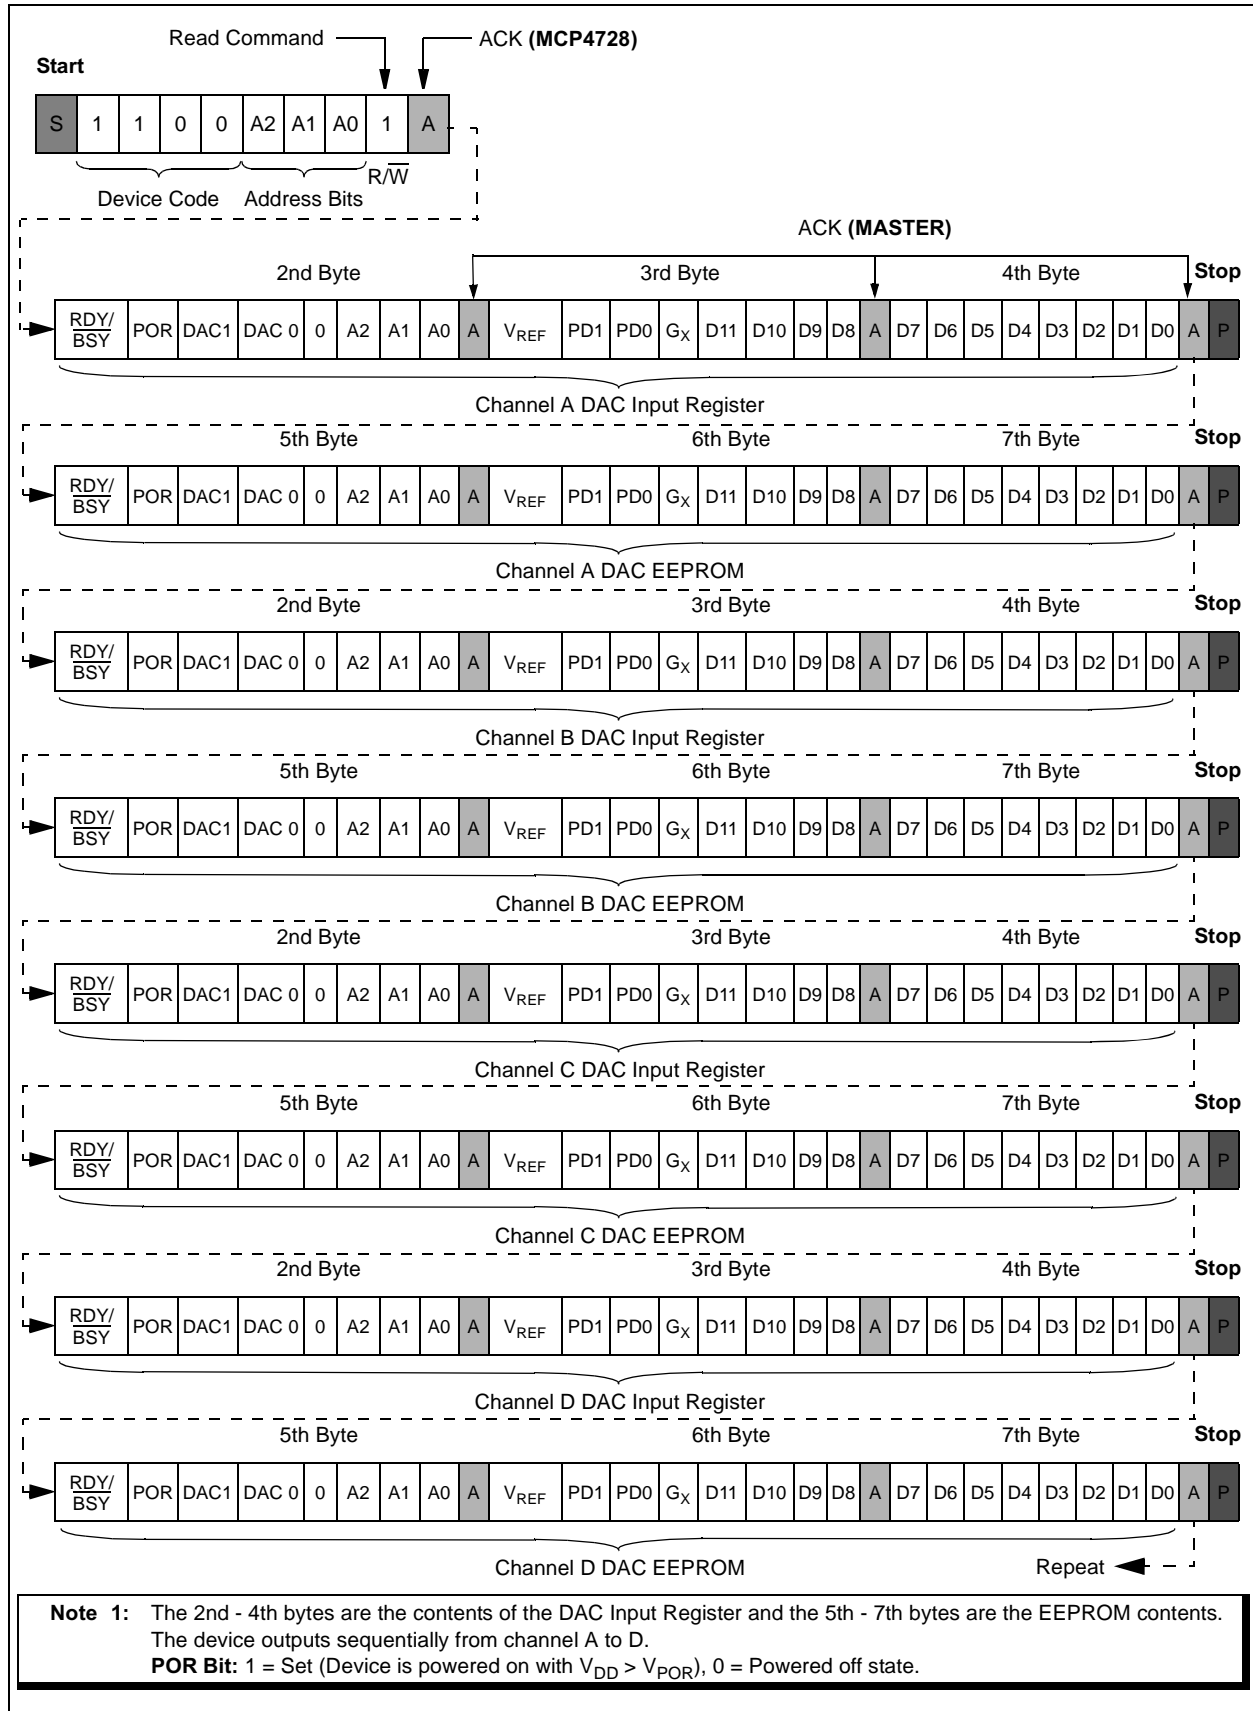 Read Command ACK (MCP4728)
Start
S 1 1 0 0 A2 A1 A0 1 A
R/W
Device Code Address Bits
ACK (MASTER)
2nd Byte 3rd Byte 4th Byte Stop
RDY/BSY POR DAC1 DAC 0 0 A2 A1 A0 A VREF PD1 PD0 GX D11 D10 D9 D8 A D7 D6 D5 D4 D3 D2 D1 D0 A P
Channel A DAC Input Register
5th Byte 6th Byte 7th Byte Stop
RDY/BSY POR DAC1 DAC 0 0 A2 A1 A0 A VREF PD1 PD0 GX D11 D10 D9 D8 A D7 D6 D5 D4 D3 D2 D1 D0 A P
Channel A DAC EEPROM
2nd Byte 3rd Byte 4th Byte Stop
RDY/BSY POR DAC1 DAC 0 0 A2 A1 A0 A VREF PD1 PD0 GX D11 D10 D9 D8 A D7 D6 D5 D4 D3 D2 D1 D0 A P
Channel B DAC Input Register
5th Byte 6th Byte 7th Byte Stop
RDY/BSY POR DAC1 DAC 0 0 A2 A1 A0 A VREF PD1 PD0 GX D11 D10 D9 D8 A D7 D6 D5 D4 D3 D2 D1 D0 A P
Channel B DAC EEPROM
2nd Byte 3rd Byte 4th Byte Stop
RDY/BSY POR DAC1 DAC 0 0 A2 A1 A0 A VREF PD1 PD0 GX D11 D10 D9 D8 A D7 D6 D5 D4 D3 D2 D1 D0 A P
Channel C DAC Input Register
5th Byte 6th Byte 7th Byte Stop
RDY/BSY POR DAC1 DAC 0 0 A2 A1 A0 A VREF PD1 PD0 GX D11 D10 D9 D8 A D7 D6 D5 D4 D3 D2 D1 D0 A P
Channel C DAC EEPROM
2nd Byte 3rd Byte 4th Byte Stop
RDY/BSY POR DAC1 DAC 0 0 A2 A1 A0 A VREF PD1 PD0 GX D11 D10 D9 D8 A D7 D6 D5 D4 D3 D2 D1 D0 A P
Channel D DAC Input Register
5th Byte 6th Byte 7th Byte Stop
RDY/BSY POR DAC1 DAC 0 0 A2 A1 A0 A VREF PD1 PD0 GX D11 D10 D9 D8 A D7 D6 D5 D4 D3 D2 D1 D0 A P
Channel D DAC EEPROM Repeat
Note 1: The 2nd - 4th bytes are the contents of the DAC Input Register and the 5th - 7th bytes are the EEPROM contents.
The device outputs sequentially from channel A to D.
POR Bit: 1 = Set (Device is powered on with VDD > VPOR), 0 = Powered off state.